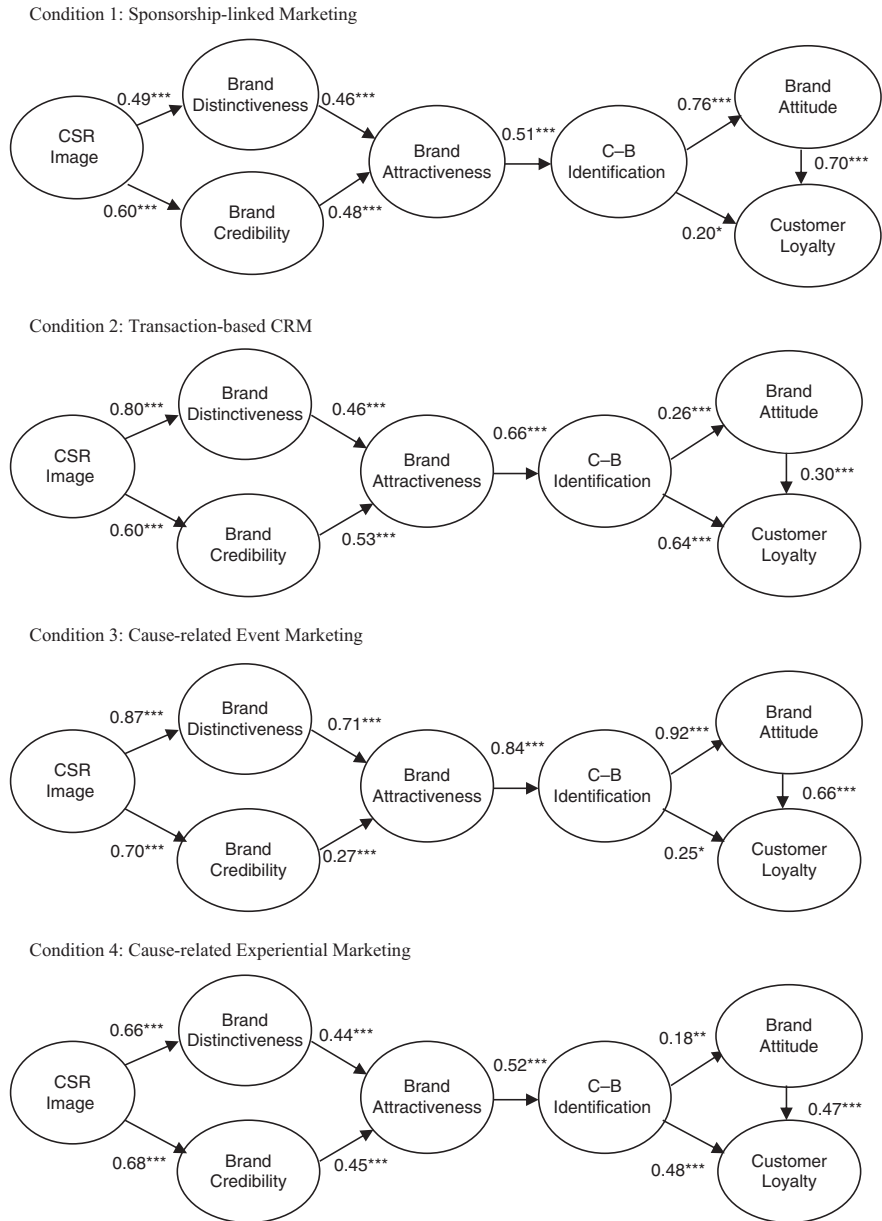 Condition 1: Sponsorship-linked Marketing
CSR
Image
0.49***
0.60***
Brand
Distinctiveness
Brand
Credibility
0.46***
0.48***
Brand
Attractiveness
0.51***
C–B
Identification
0.76***
0.20*
Brand
Attitude
0.70***
Customer
Loyalty
Condition 2: Transaction-based CRM
CSR
Image
0.80***
0.60***
Brand
Distinctiveness
Brand
Credibility
0.46***
0.53***
Brand
Attractiveness
0.66***
C–B
Identification
0.26***
0.64***
Brand
Attitude
0.30***
Customer
Loyalty
Condition 3: Cause-related Event Marketing
CSR
Image
0.87***
0.70***
Brand
Distinctiveness
Brand
Credibility
0.71***
0.27***
Brand
Attractiveness
0.84***
C–B
Identification
0.92***
0.25*
Brand
Attitude
0.66***
Customer
Loyalty
Condition 4: Cause-related Experiential Marketing
CSR
Image
0.66***
0.68***
Brand
Distinctiveness
Brand
Credibility
0.44***
0.45***
Brand
Attractiveness
0.52***
C–B
Identification
0.18**
0.48***
Brand
Attitude
0.47***
Customer
Loyalty